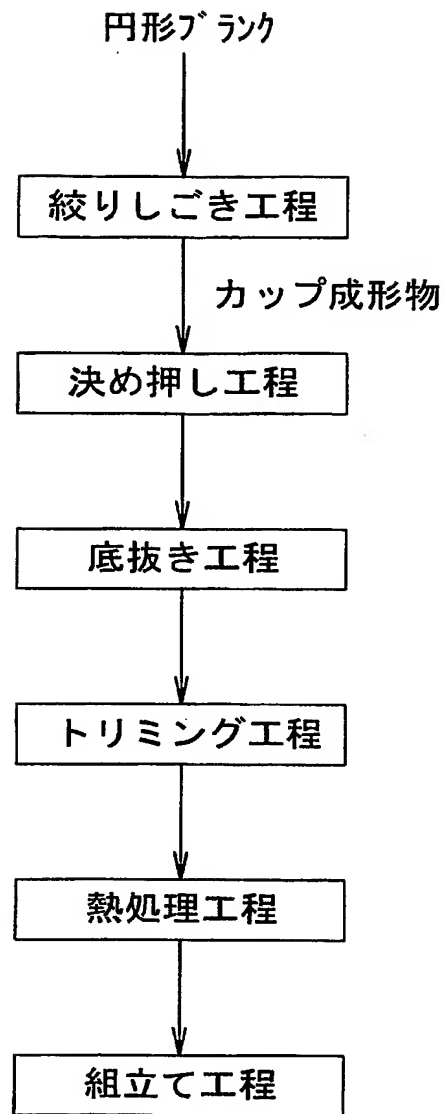 円形ブランク
絞りしごき工程
カップ成形物
決め押し工程
底抜き工程
トリミング工程
熱処理工程
組立て工程